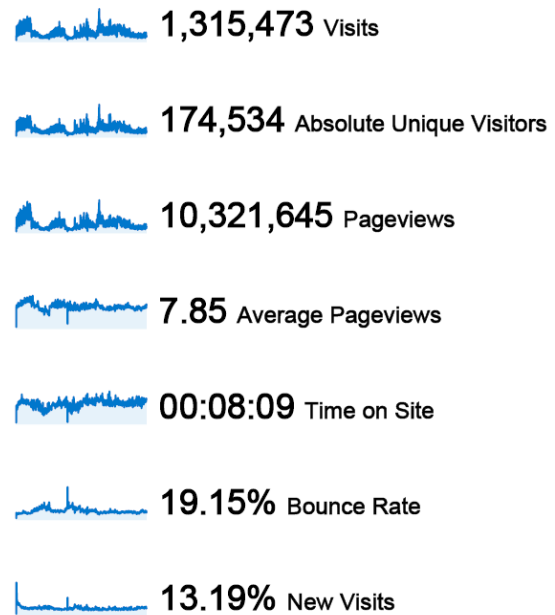 1,315,473 Visits
174,534 Absolute Unique Visitors
10,321,645 Pageviews
7.85 Average Pageviews
00:08:09 Time on Site
19.15% Bounce Rate
13.19% New Visits